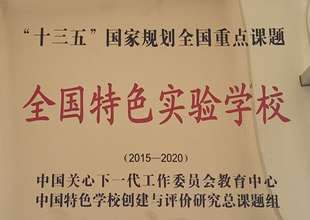 “十三五”国家规划全国重点课题
全国特色实验学校
(2015—2020)
中国关心下一代工作委员会教育中心
中国特色学校创建与评价研究总课题组